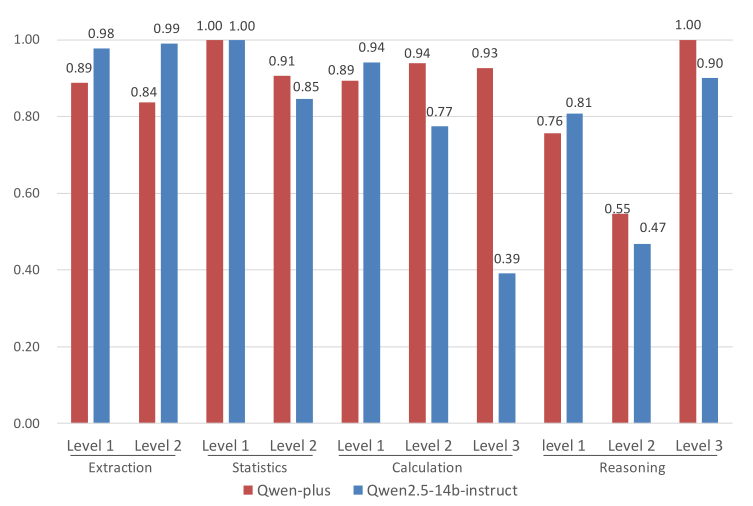 1.00 1.00 1.00
1.00 0.98 0.99 0.94 0.94 0.93 0.90
0.89 0.84 0.91 0.85 0.89
0.80 0.77 0.76 0.81
0.60 0.55
0.47
0.40 0.39
0.20
0.00
Level 1 Level 2 Level 1 Level 2 Level 1 Level 2 Level 3 level 1 Level 2 Level 3
Extraction Statistics Calculation Reasoning
Qwen-plus Qwen2.5-14b-instruct